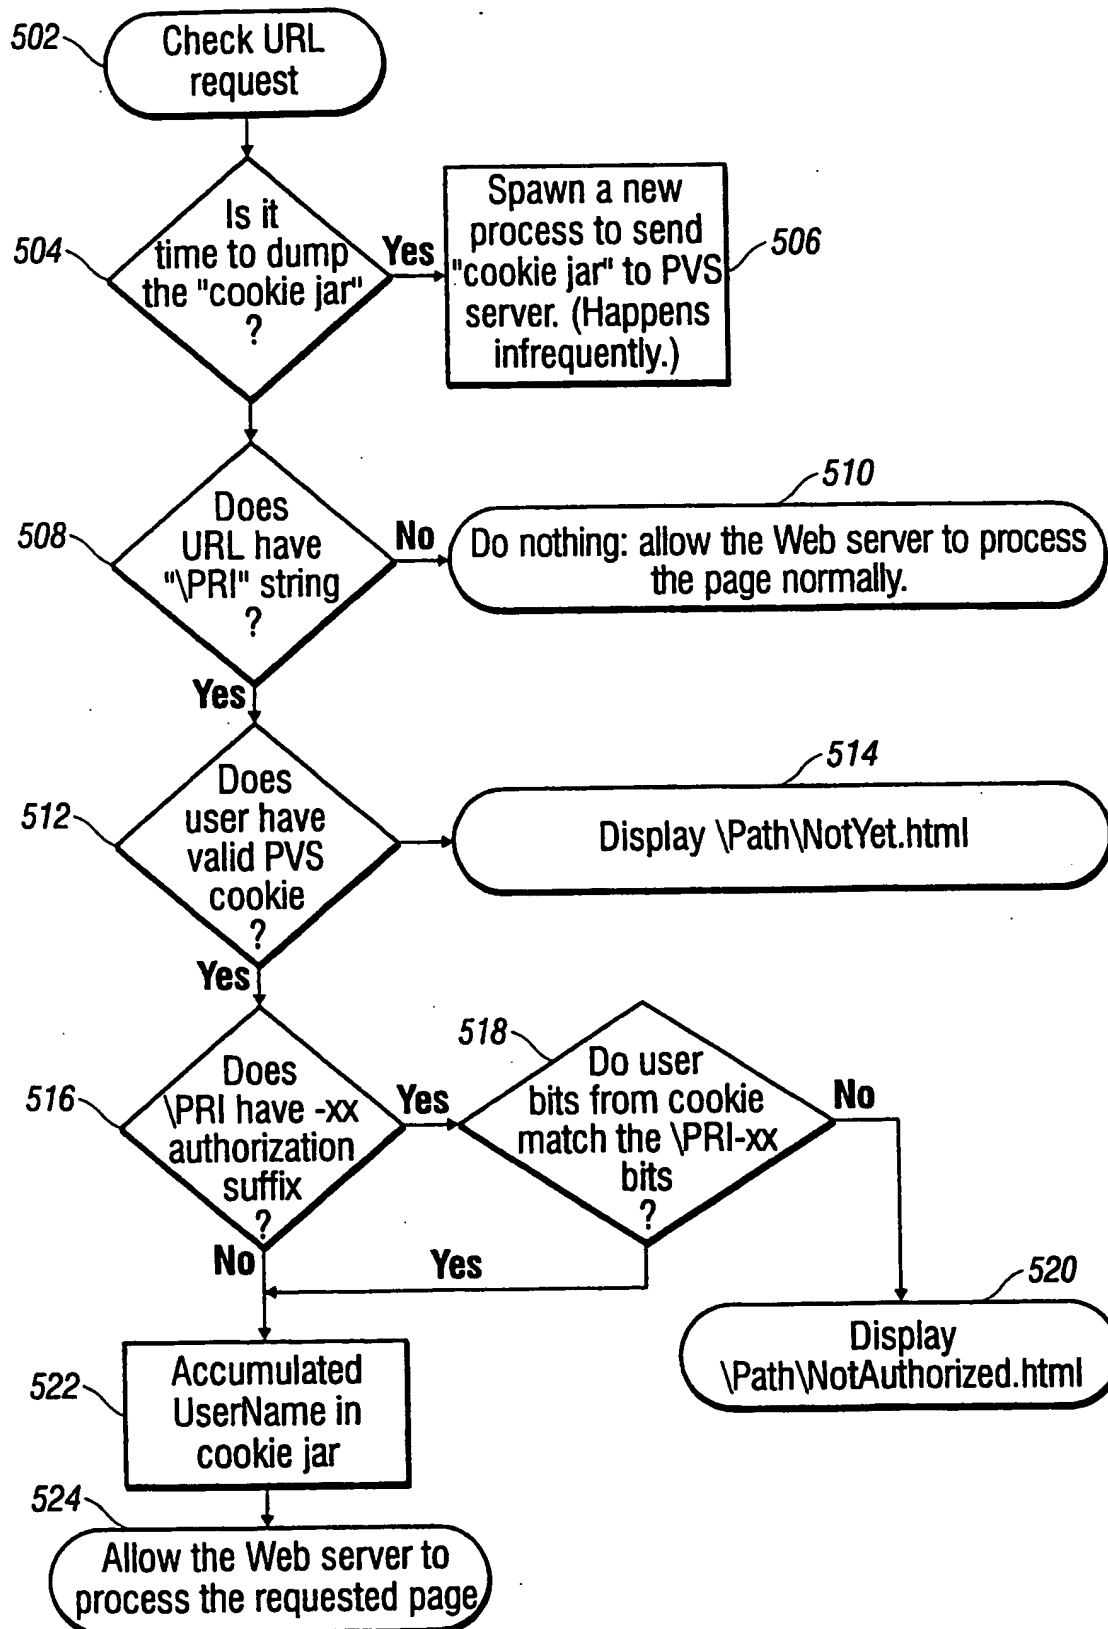 502
Check URL
request
504
Is it
time to dump
the "cookie jar"
?
Yes
Spawn a new
process to send
"cookie jar" to PVS
server. (Happens
infrequently.)
506
508
Does
URL have
"\PRI" string
?
No
510
Do nothing: allow the Web server to process
the page normally.
Yes
512
Does
user have
valid PVS
cookie
?
514
Display \Path\NotYet.html
Yes
516
Does
\PRI have -xx
authorization
suffix
?
Yes
518
Do user
bits from cookie
match the \PRI-xx
bits
?
No
No
Yes
520
Display
\Path\NotAuthorized.html
522
Accumulated
UserName in
cookie jar
524
Allow the Web server to
process the requested page